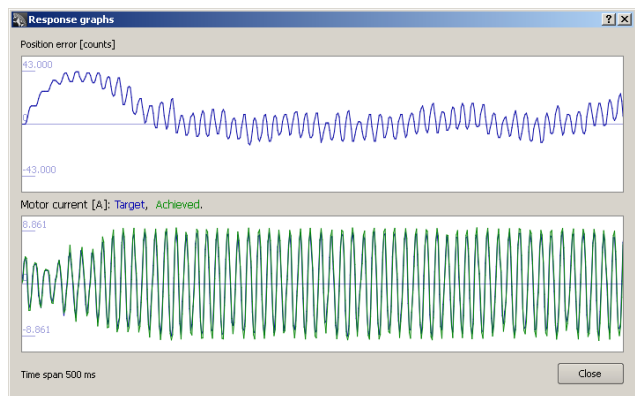 Response graphs
Position error [counts]
43.000
0
-43.000
Motor current [A]: Target, Achieved.
8.861
-8.861
Time span 500 ms
Close